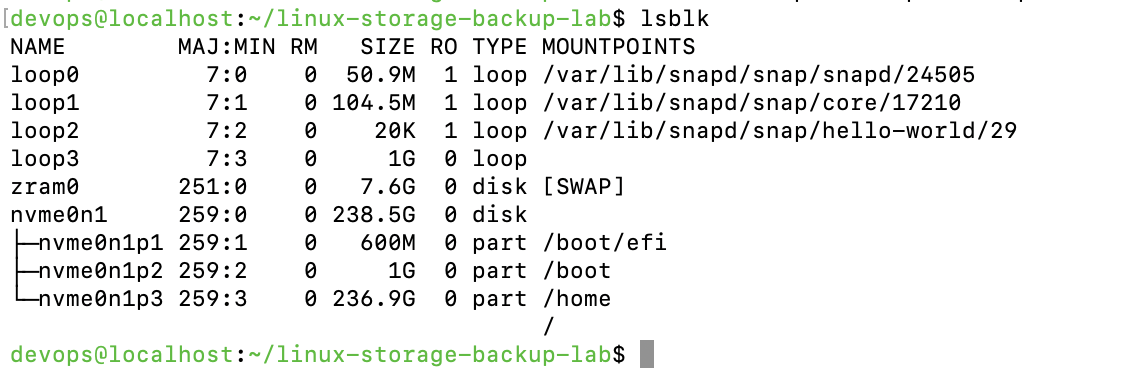 [devops@localhost:~/linux-storage-backup-lab$ lsblk
NAME        MAJ:MIN RM   SIZE RO TYPE MOUNTPOINTS
loop0         7:0    0  50.9M  1 loop /var/lib/snapd/snap/snapd/24505
loop1         7:1    0 104.5M  1 loop /var/lib/snapd/snap/core/17210
loop2         7:2    0    20K  1 loop /var/lib/snapd/snap/hello-world/29
loop3         7:3    0     1G  0 loop
zram0       251:0    0   7.6G  0 disk [SWAP]
nvme0n1     259:0    0 238.5G  0 disk
├─nvme0n1p1 259:1    0   600M  0 part /boot/efi
├─nvme0n1p2 259:2    0     1G  0 part /boot
└─nvme0n1p3 259:3    0 236.9G  0 part /home
                                      /
devops@localhost:~/linux-storage-backup-lab$